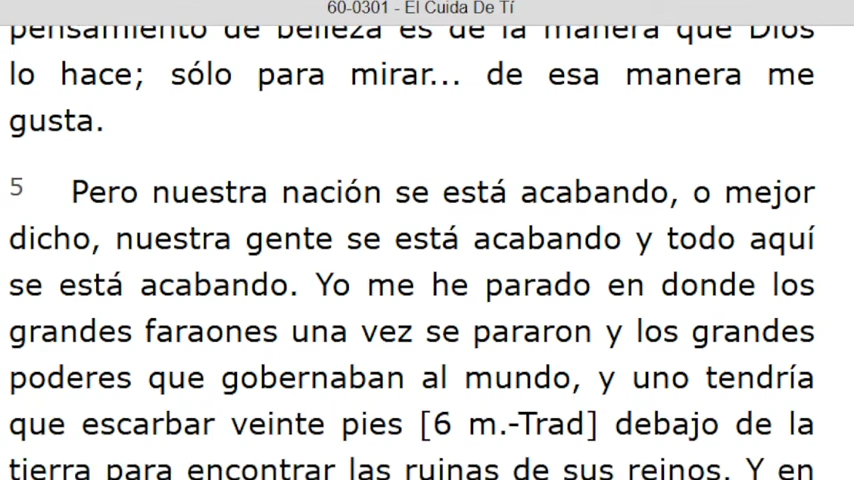 60-0301 - El Cuida De Tí
pensamiento de belleza es de la manera que Dios
lo hace; sólo para mirar... de esa manera me
gusta.
5 Pero nuestra nación se está acabando, o mejor
dicho, nuestra gente se está acabando y todo aquí
se está acabando. Yo me he parado en donde los
grandes faraones una vez se pararon y los grandes
poderes que gobernaban al mundo, y uno tendría
que escarbar veinte pies [6 m.-Trad] debajo de la
tierra para encontrar las ruinas de sus reinos. Y en